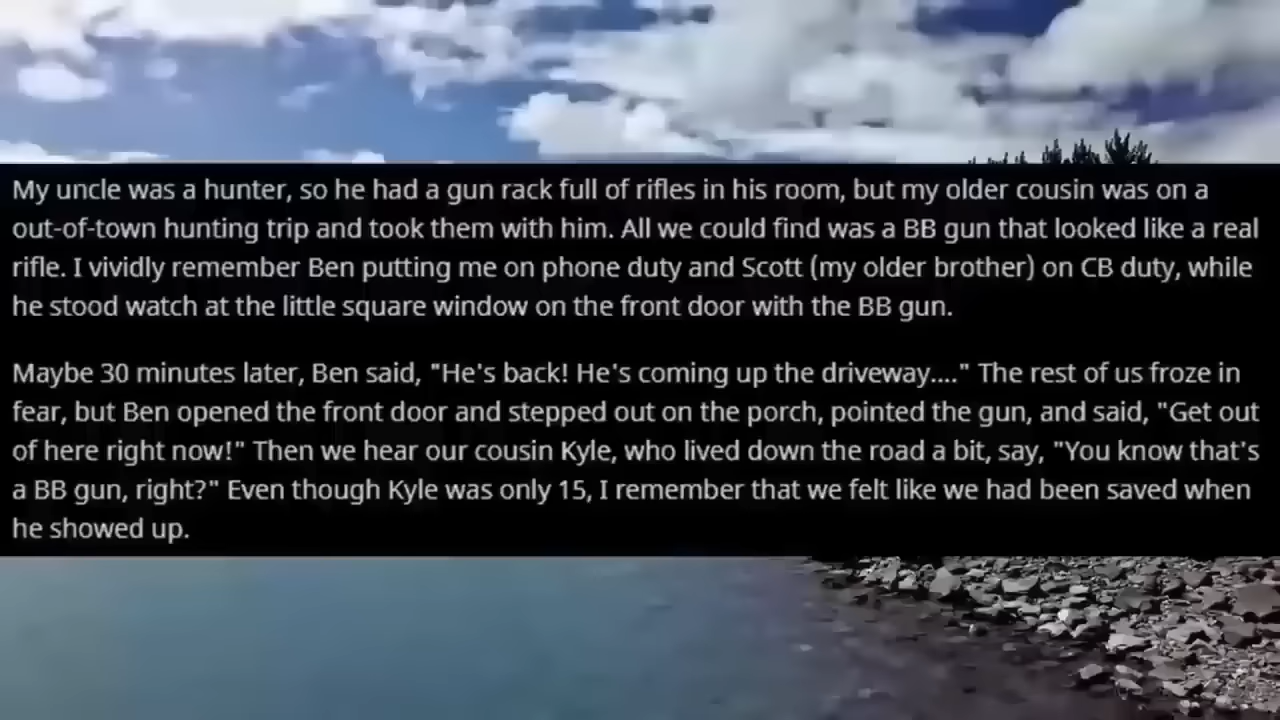 My uncle was a hunter, so he had a gun rack full of rifles in his room, but my older cousin was on a
out-of-town hunting trip and took them with him. All we could find was a BB gun that looked like a real
rifle. I vividly remember Ben putting me on phone duty and Scott (my older brother) on CB duty, while
he stood watch at the little square window on the front door with the BB gun.
Maybe 30 minutes later, Ben said, "He's back! He's coming up the driveway...." The rest of us froze in
fear, but Ben opened the front door and stepped out on the porch, pointed the gun, and said, "Get out
of here right now!" Then we hear our cousin Kyle, who lived down the road a bit, say, "You know that's
a BB gun, right?" Even though Kyle was only 15, I remember that we felt like we had been saved when
he showed up.